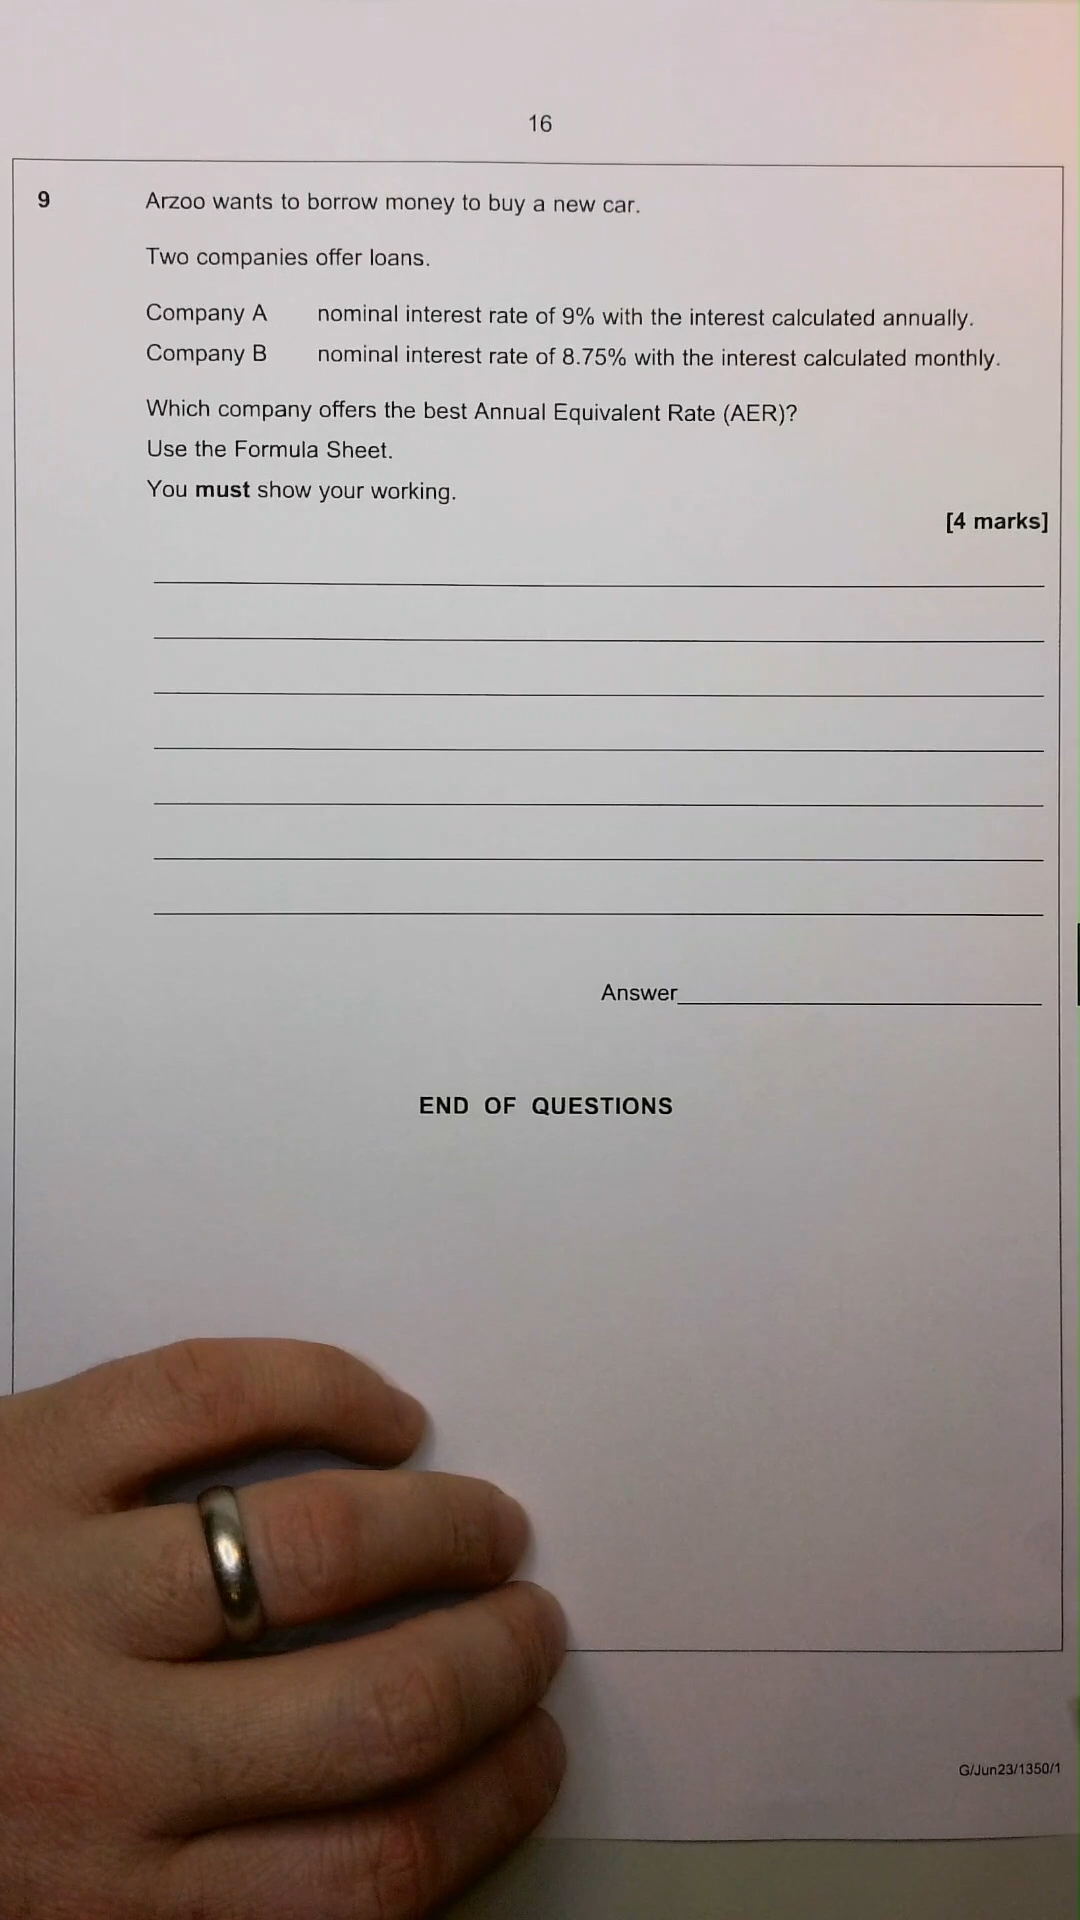 16
9 Arzoo wants to borrow money to buy a new car.
Two companies offer loans.
Company A nominal interest rate of 9% with the interest calculated annually.
Company B nominal interest rate of 8.75% with the interest calculated monthly.
Which company offers the best Annual Equivalent Rate (AER)?
Use the Formula Sheet.
You must show your working.
[4 marks]
Answer
END OF QUESTIONS
G/Jun23/1350/1